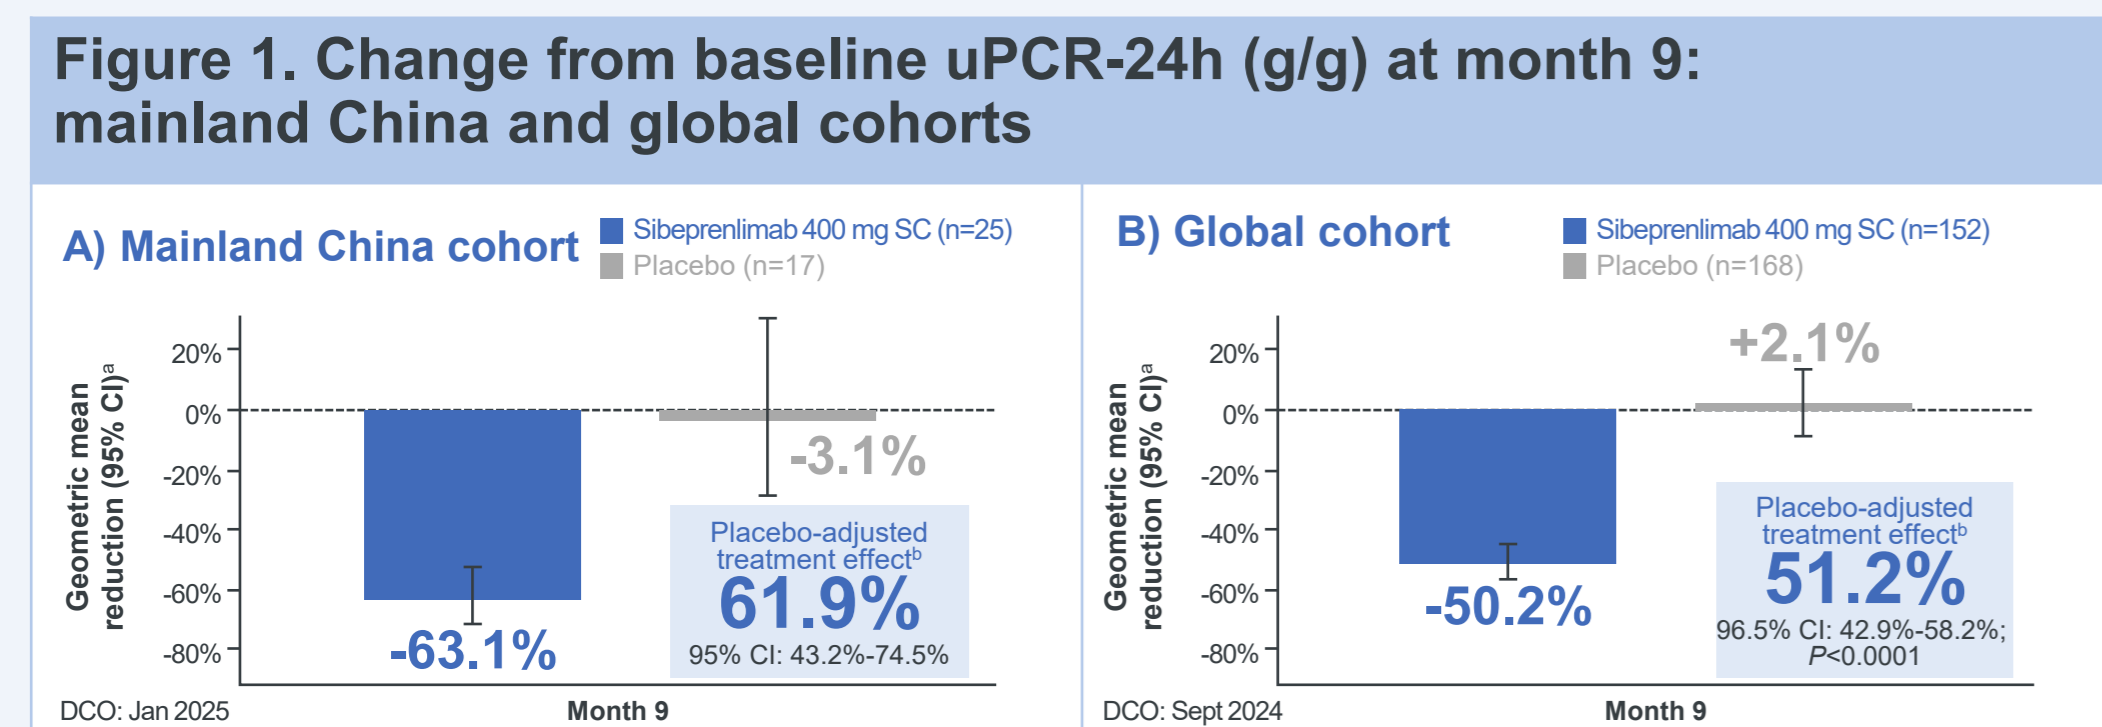 Figure 1. Change from baseline uPCR-24h (g/g) at month 9:
mainland China and global cohorts
A) Mainland China cohort
Sibeprenlimab 400 mg SC (n=25)
Placebo (n=17)
Geometric mean
reduction (95% CI)ᵃ
20%
0%
-20%
-40%
-60%
-80%
-63.1%
-3.1%
Placebo-adjusted
treatment effectᵇ
61.9%
95% CI: 43.2%-74.5%
DCO: Jan 2025
Month 9
B) Global cohort
Sibeprenlimab 400 mg SC (n=152)
Placebo (n=168)
Geometric mean
reduction (95% CI)ᵃ
20%
0%
-20%
-40%
-60%
-80%
-50.2%
+2.1%
Placebo-adjusted
treatment effectᵇ
51.2%
96.5% CI: 42.9%-58.2%;
P<0.0001
DCO: Sept 2024
Month 9